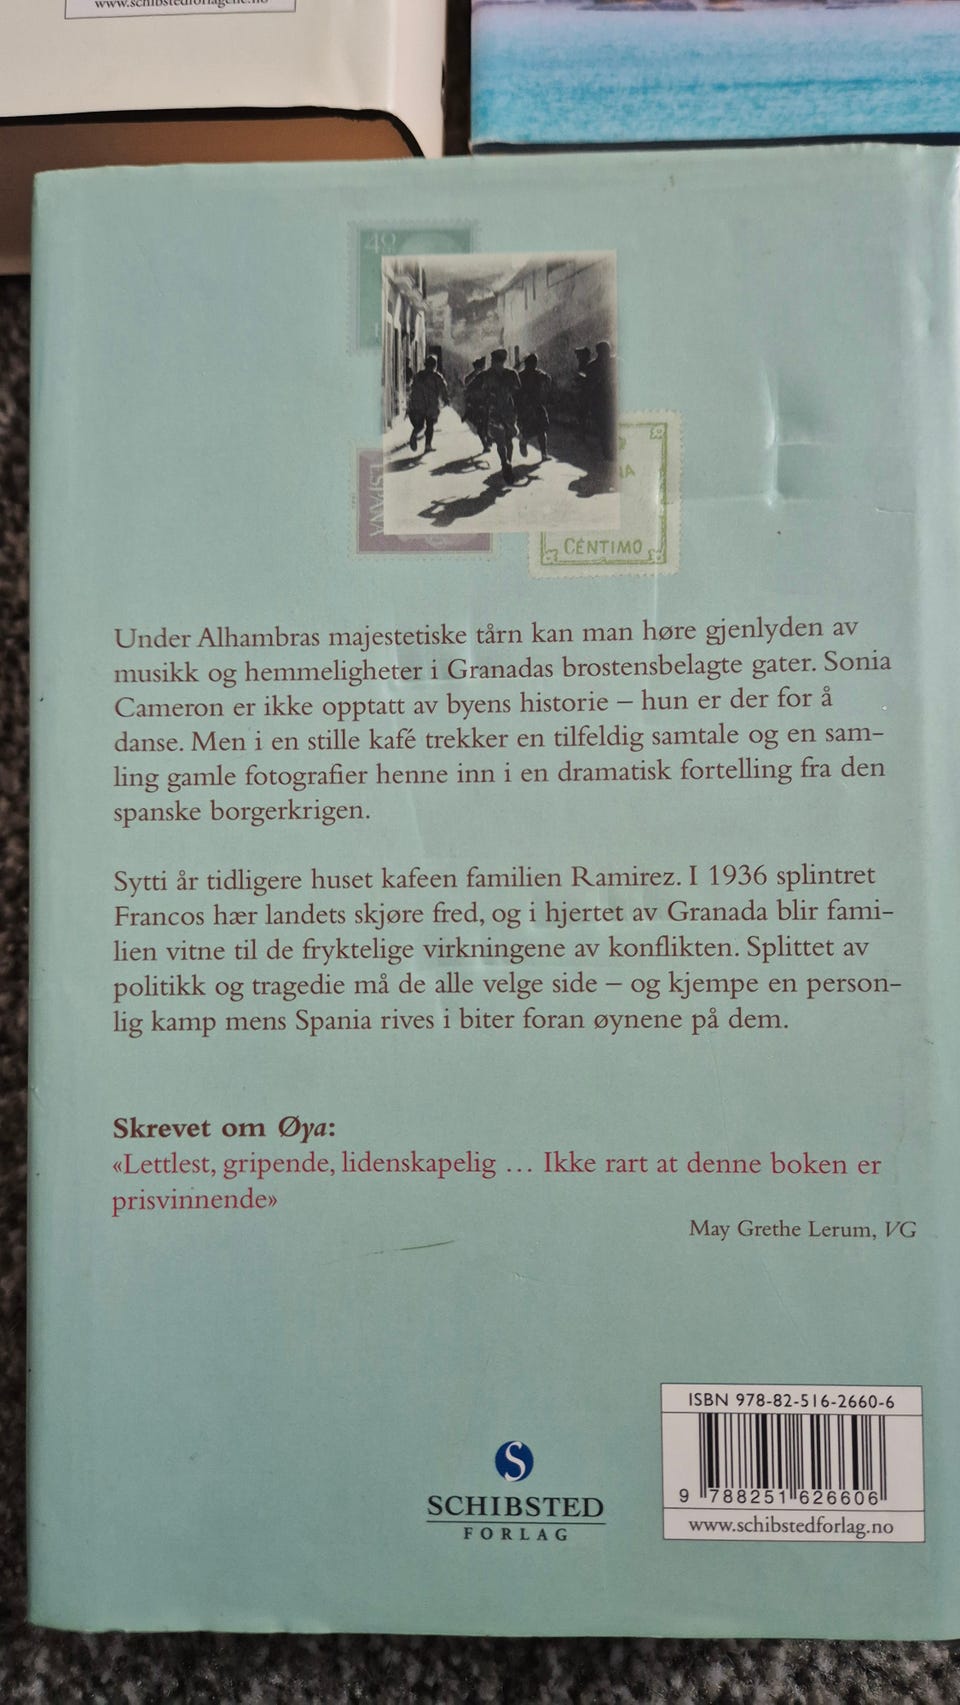 www.schibstedforlagene.no
40
ESPAÑA
CENTIMO
Under Alhambras majestetiske tårn kan man høre gjenlyden av
musikk og hemmeligheter i Granadas brostensbelagte gater. Sonia
Cameron er ikke opptatt av byens historie – hun er der for å
danse. Men i en stille kafé trekker en tilfeldig samtale og en sam-
ling gamle fotografier henne inn i en dramatisk fortelling fra den
spanske borgerkrigen.
Sytti år tidligere huset kafeen familien Ramirez. I 1936 splintret
Francos hær landets skjøre fred, og i hjertet av Granada blir fami-
lien vitne til de fryktelige virkningene av konflikten. Splittet av
politikk og tragedie må de alle velge side – og kjempe en person-
lig kamp mens Spania rives i biter foran øynene på dem.
Skrevet om Øya:
«Lettlest, gripende, lidenskapelig … Ikke rart at denne boken er
prisvinnende»
May Grethe Lerum, VG
ISBN 978-82-516-2660-6
9 788251 626606
www.schibstedforlag.no
S
SCHIBSTED
FORLAG